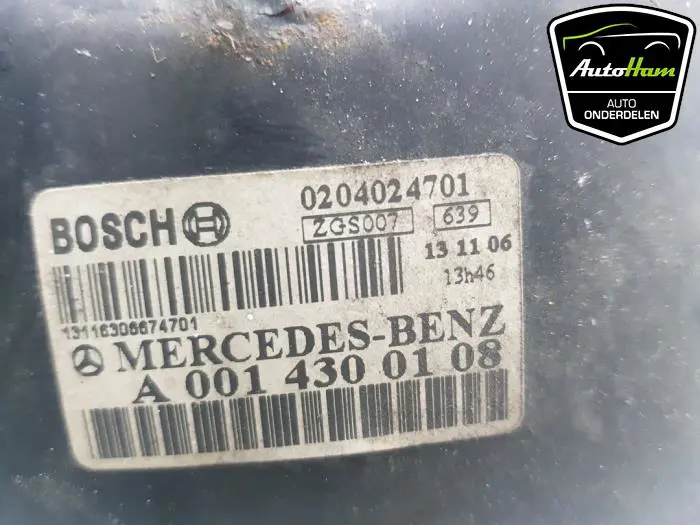 AutoHam
AUTO
ONDERDELEN
BOSCH
0204024701
ZGS007 639
13 11 06
13h46
13116306674701
MERCEDES-BENZ
A 001 430 01 08